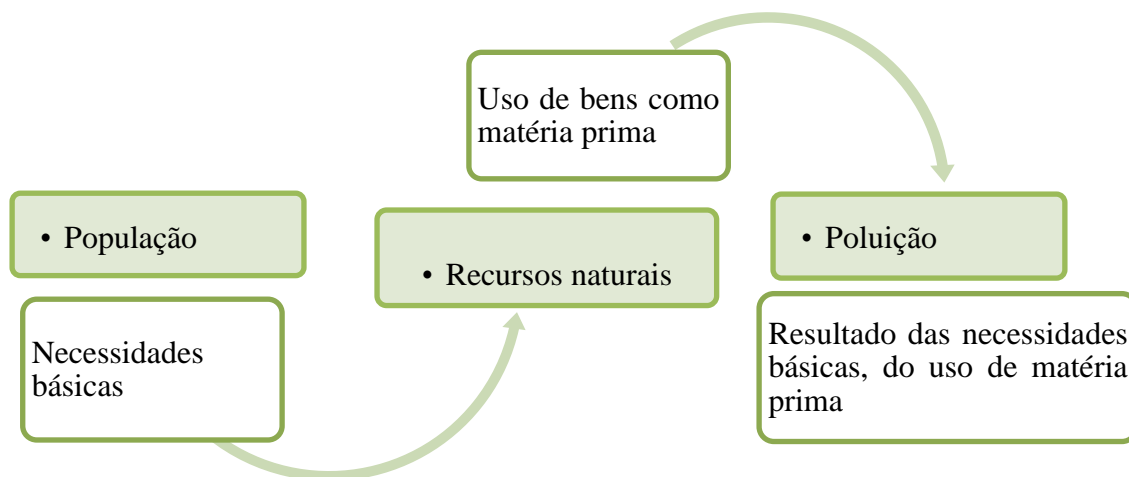 • População
Necessidades
básicas
Uso de bens como
matéria prima
• Recursos naturais
• Poluição
Resultado das necessidades
básicas, do uso de matéria
prima